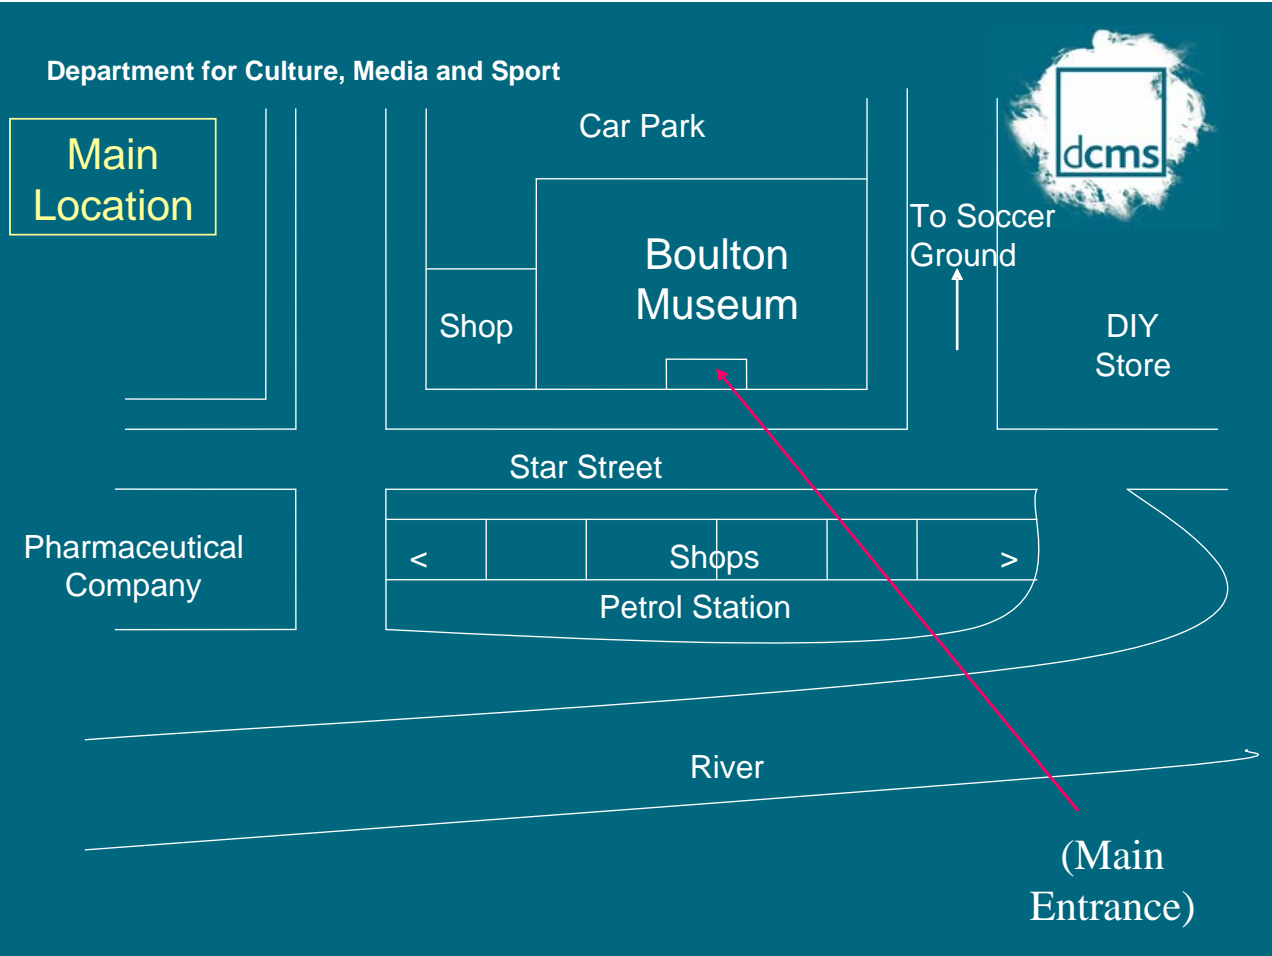 Department for Culture, Media and Sport
dcms
Main
Location
Car Park
To Soccer
Ground
Boulton
Museum
Shop
DIY
Store
Star Street
Pharmaceutical
Company
< Shops >
Petrol Station
River
(Main
Entrance)